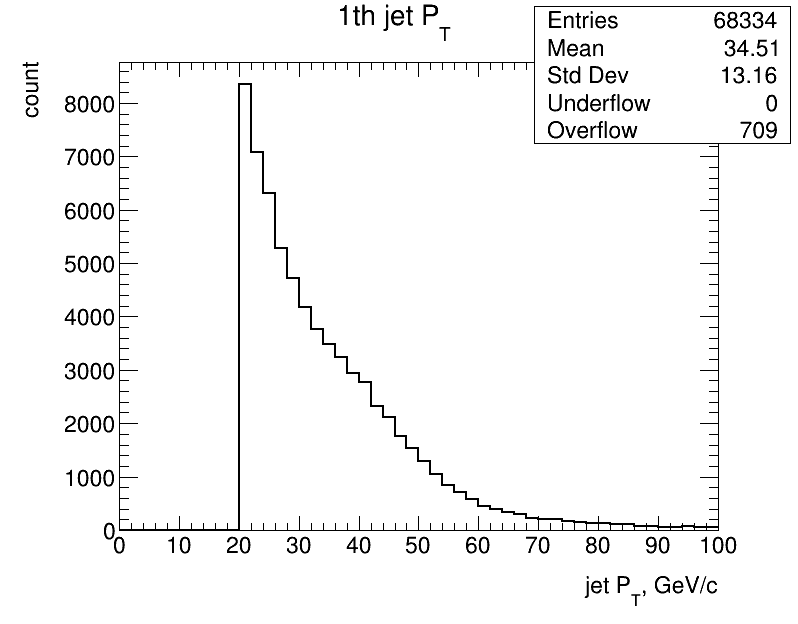 1th jet P_T
Entries 68334
Mean 34.51
Std Dev 13.16
Underflow 0
Overflow 709
count
8000
7000
6000
5000
4000
3000
2000
1000
0
0 10 20 30 40 50 60 70 80 90 100
jet P_T, GeV/c